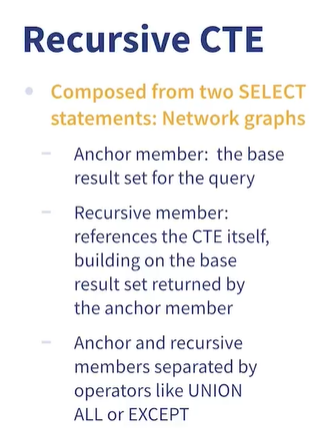 Recursive CTE
Composed from two SELECT
statements: Network graphs
– Anchor member: the base
result set for the query
– Recursive member:
references the CTE itself,
building on the base
result set returned by
the anchor member
– Anchor and recursive
members separated by
operators like UNION
ALL or EXCEPT